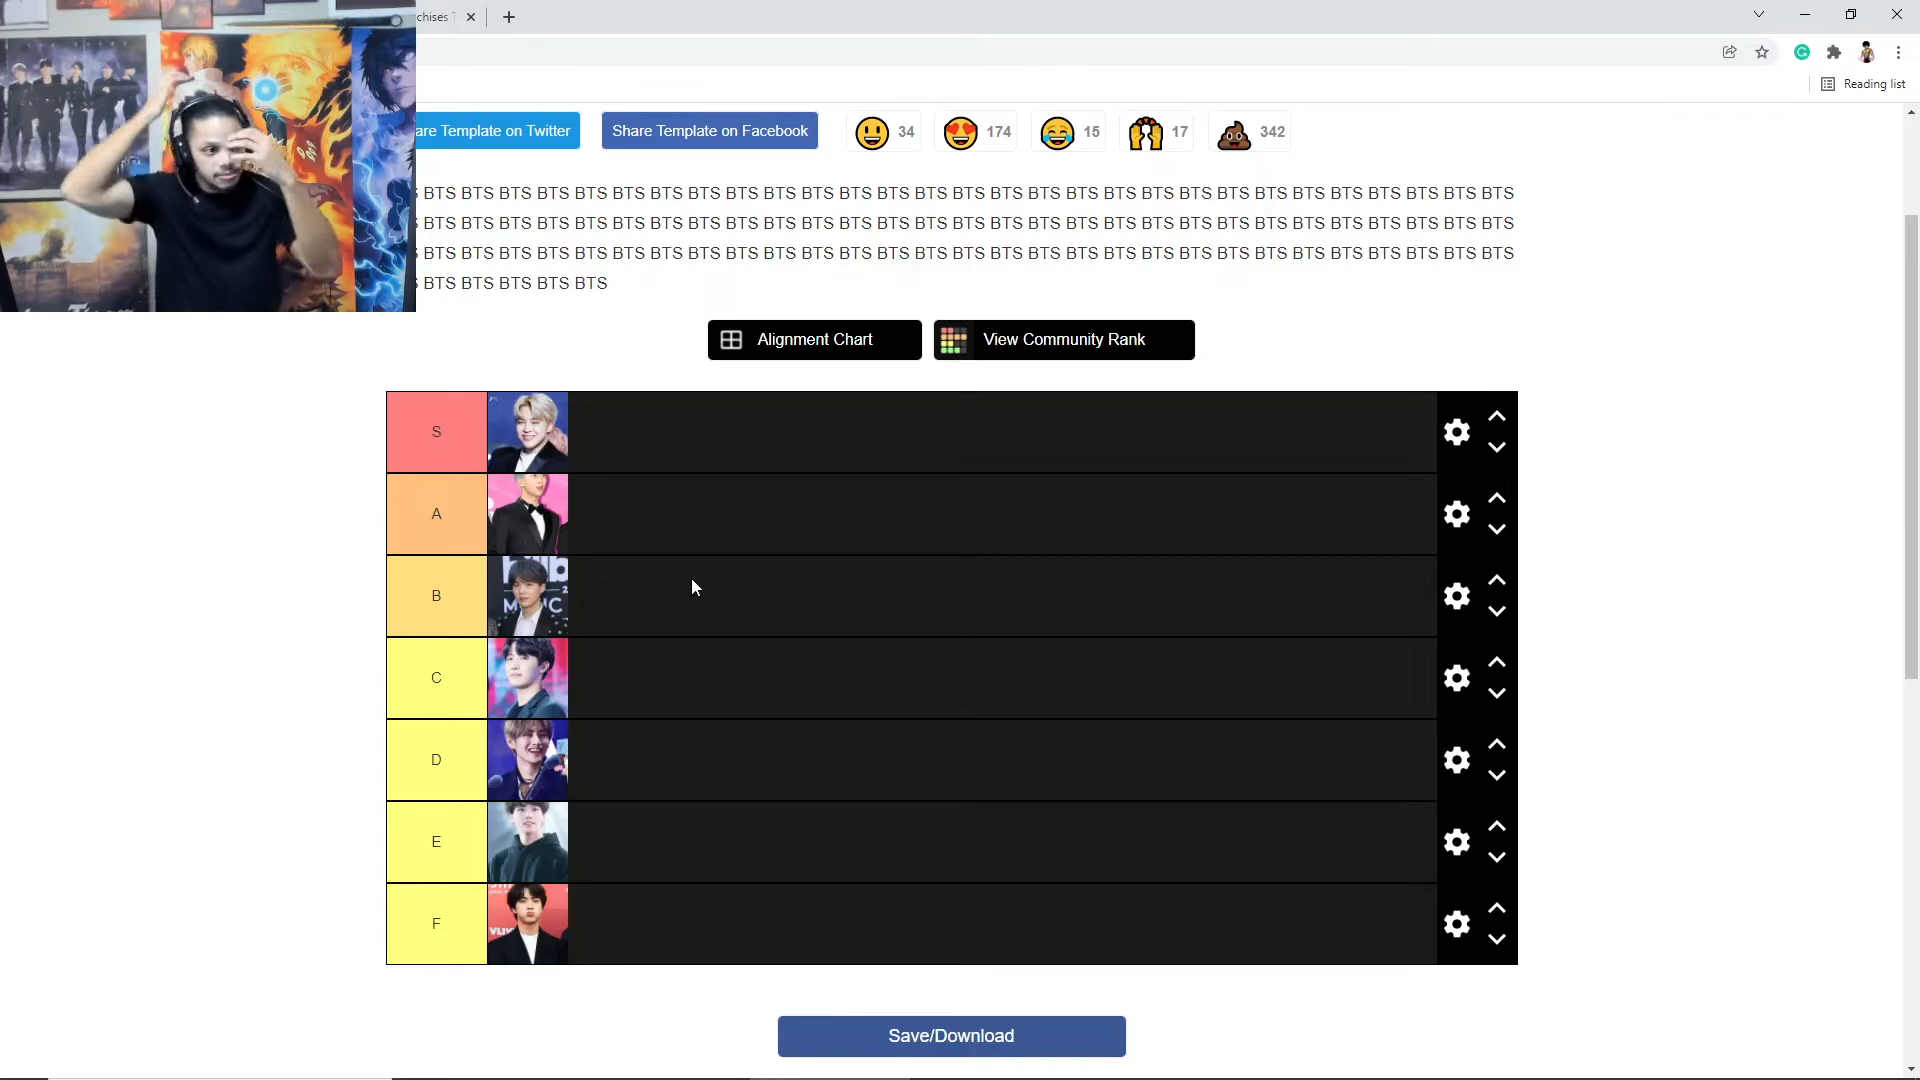 chises T
Reading list
are Template on Twitter
Share Template on Facebook
34
174
15
17
342
BTS BTS BTS BTS BTS BTS BTS BTS BTS BTS BTS BTS BTS BTS BTS BTS BTS BTS BTS BTS BTS BTS BTS BTS BTS BTS BTS BTS BTS
BTS BTS BTS BTS BTS BTS BTS BTS BTS BTS BTS BTS BTS BTS BTS BTS BTS BTS BTS BTS BTS BTS BTS BTS BTS BTS BTS BTS BTS
BTS BTS BTS BTS BTS BTS BTS BTS BTS BTS BTS BTS BTS BTS BTS BTS BTS BTS BTS BTS BTS BTS BTS BTS BTS BTS BTS BTS BTS
BTS BTS BTS BTS BTS
Alignment Chart
View Community Rank
S
A
B
C
D
E
F
Save/Download